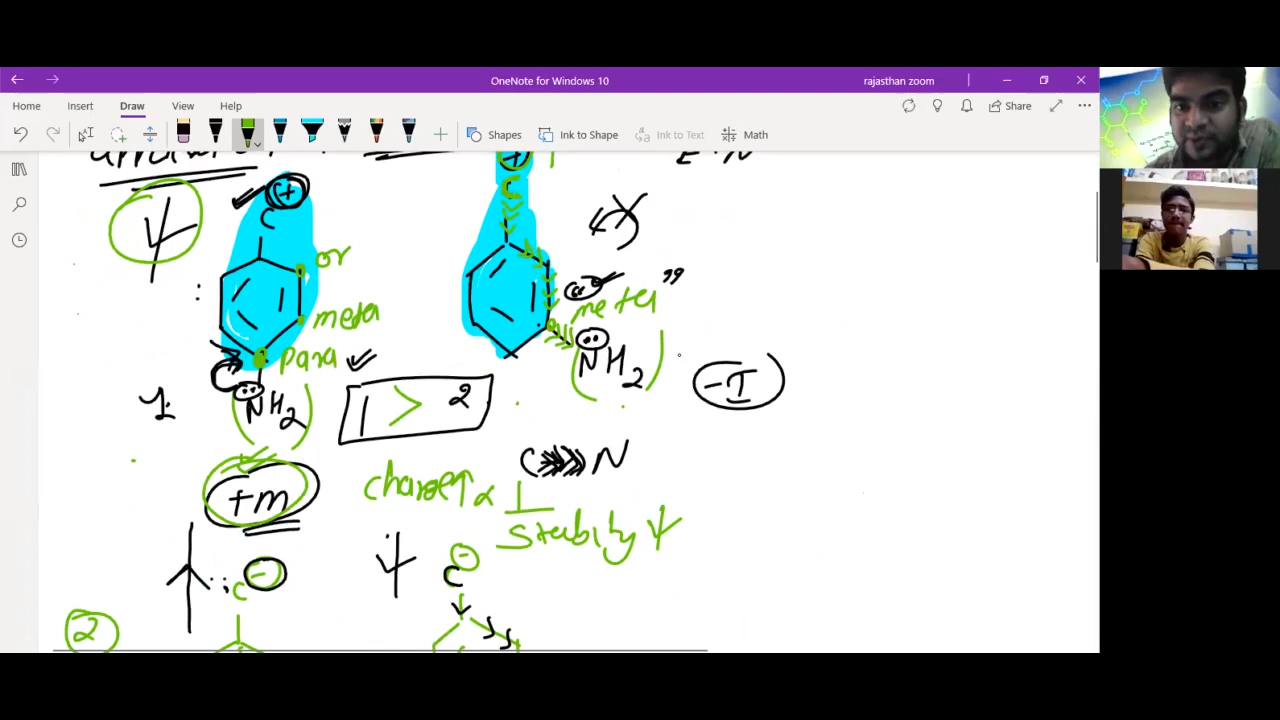 OneNote for Windows 10
rajasthan zoom
Home Insert Draw View Help
Share
Shapes
Ink to Shape
Ink to Text
Math
+
+
C
C
or
meta
meta "
para
NH2
NH2
-I
1
1 > 2
+m
C N
charge ↑ ∝ 1
stability ↓
C -
C -
2